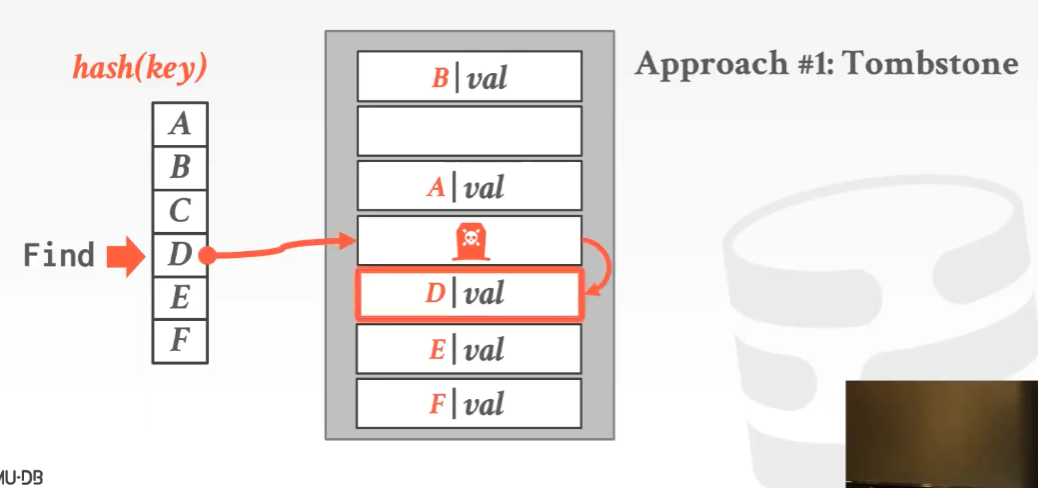 Approach #1: Tombstone
hash(key)
A
B
C
Find
D
E
F
B|val
A|val
D|val
E|val
F|val
MU·DB